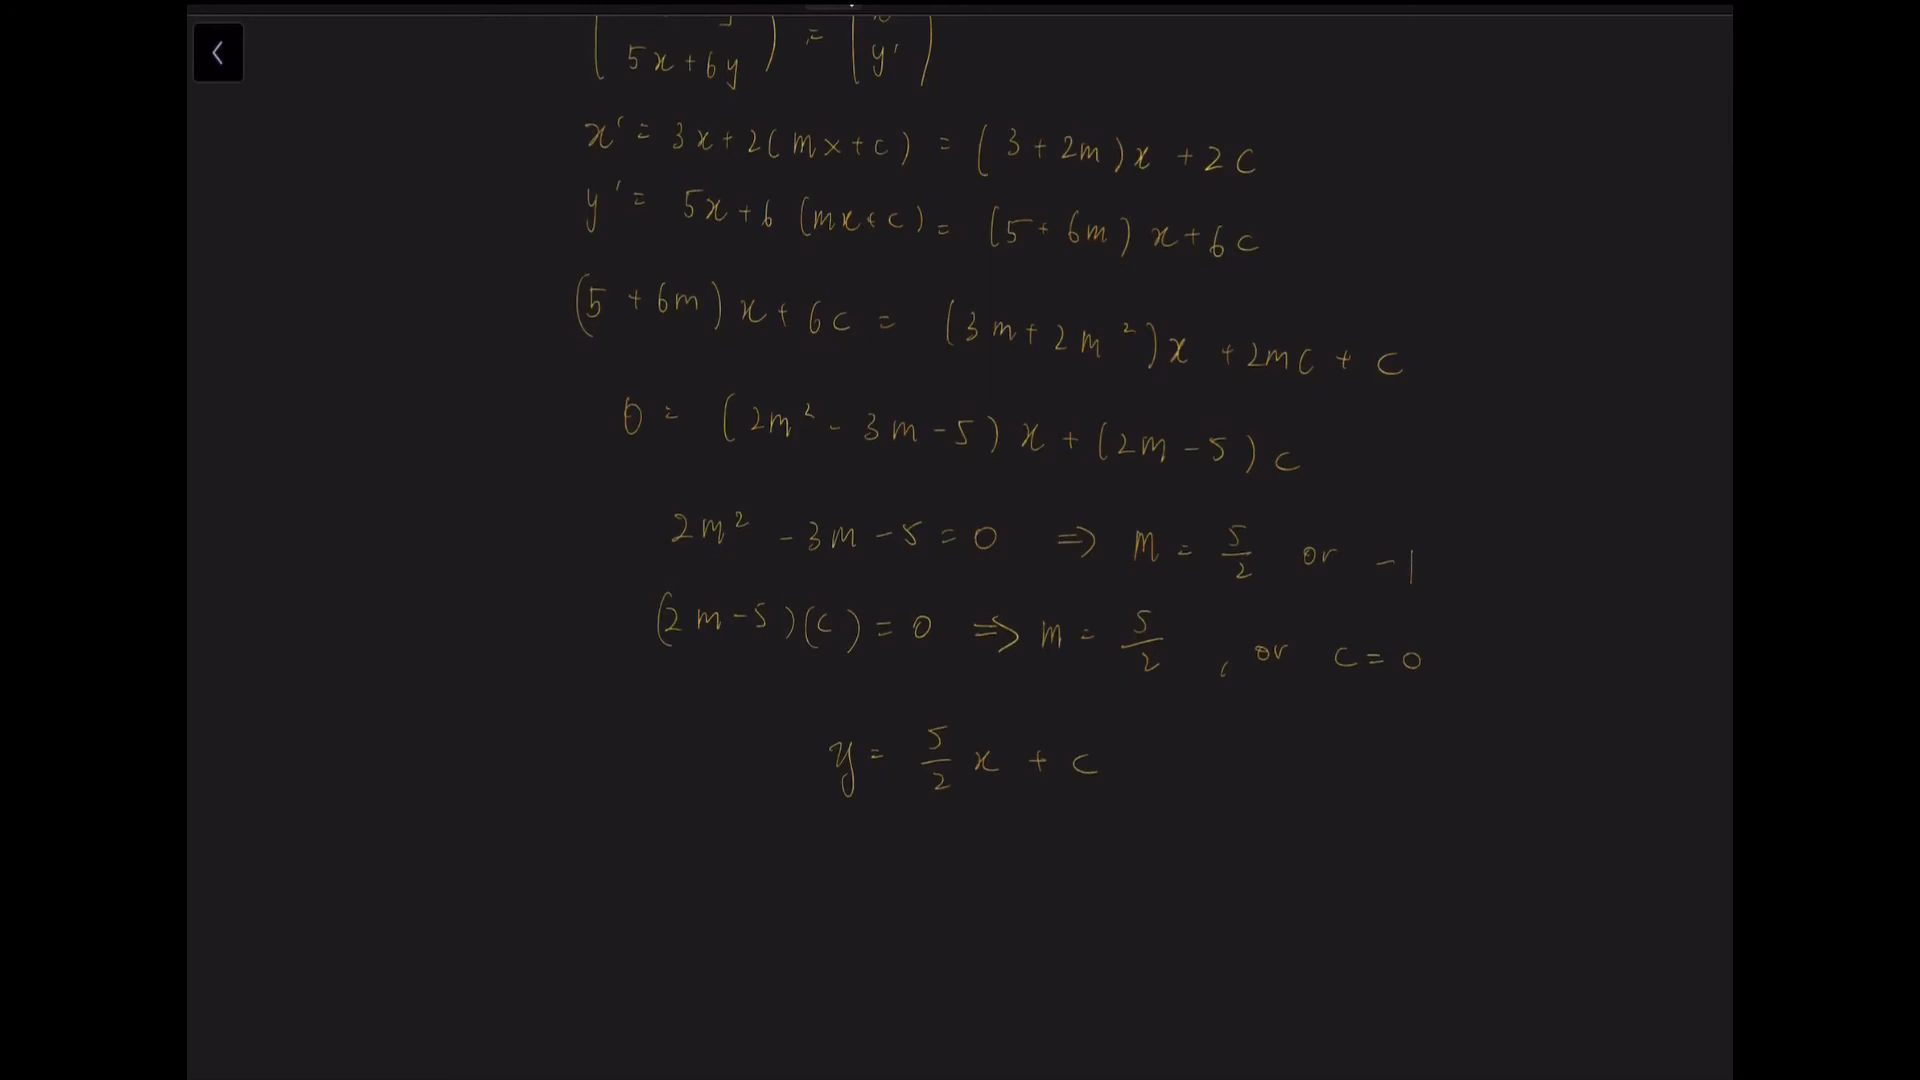 5x+6y = y'
x' = 3x+2(mx+c) = (3+2m)x +2c
y' = 5x+6(mx+c) = (5+6m)x+6c
(5+6m)x+6c = (3m+2m²)x +2mc + c
0 = (2m²-3m-5)x+(2m-5)c
2m²-3m-5=0 ⇒ m = 5/2 or -1
(2m-5)(c)=0 ⇒ m = 5/2, or c=0
y = 5/2 x + c